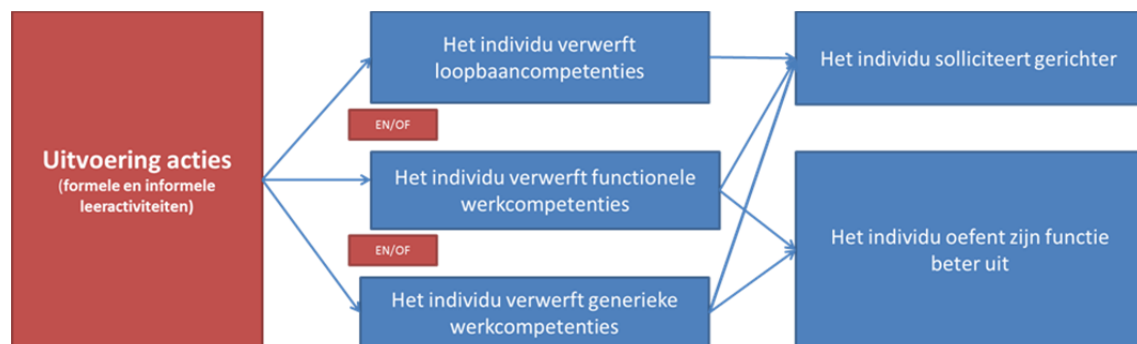 Uitvoering acties
(formele en informele
leeractiviteiten)
Het individu verwerft
loopbaancompetenties
EN/OF
Het individu verwerft functionele
werkcompetenties
EN/OF
Het individu verwerft generieke
werkcompetenties
Het individu solliciteert gerichter
Het individu oefent zijn functie
beter uit